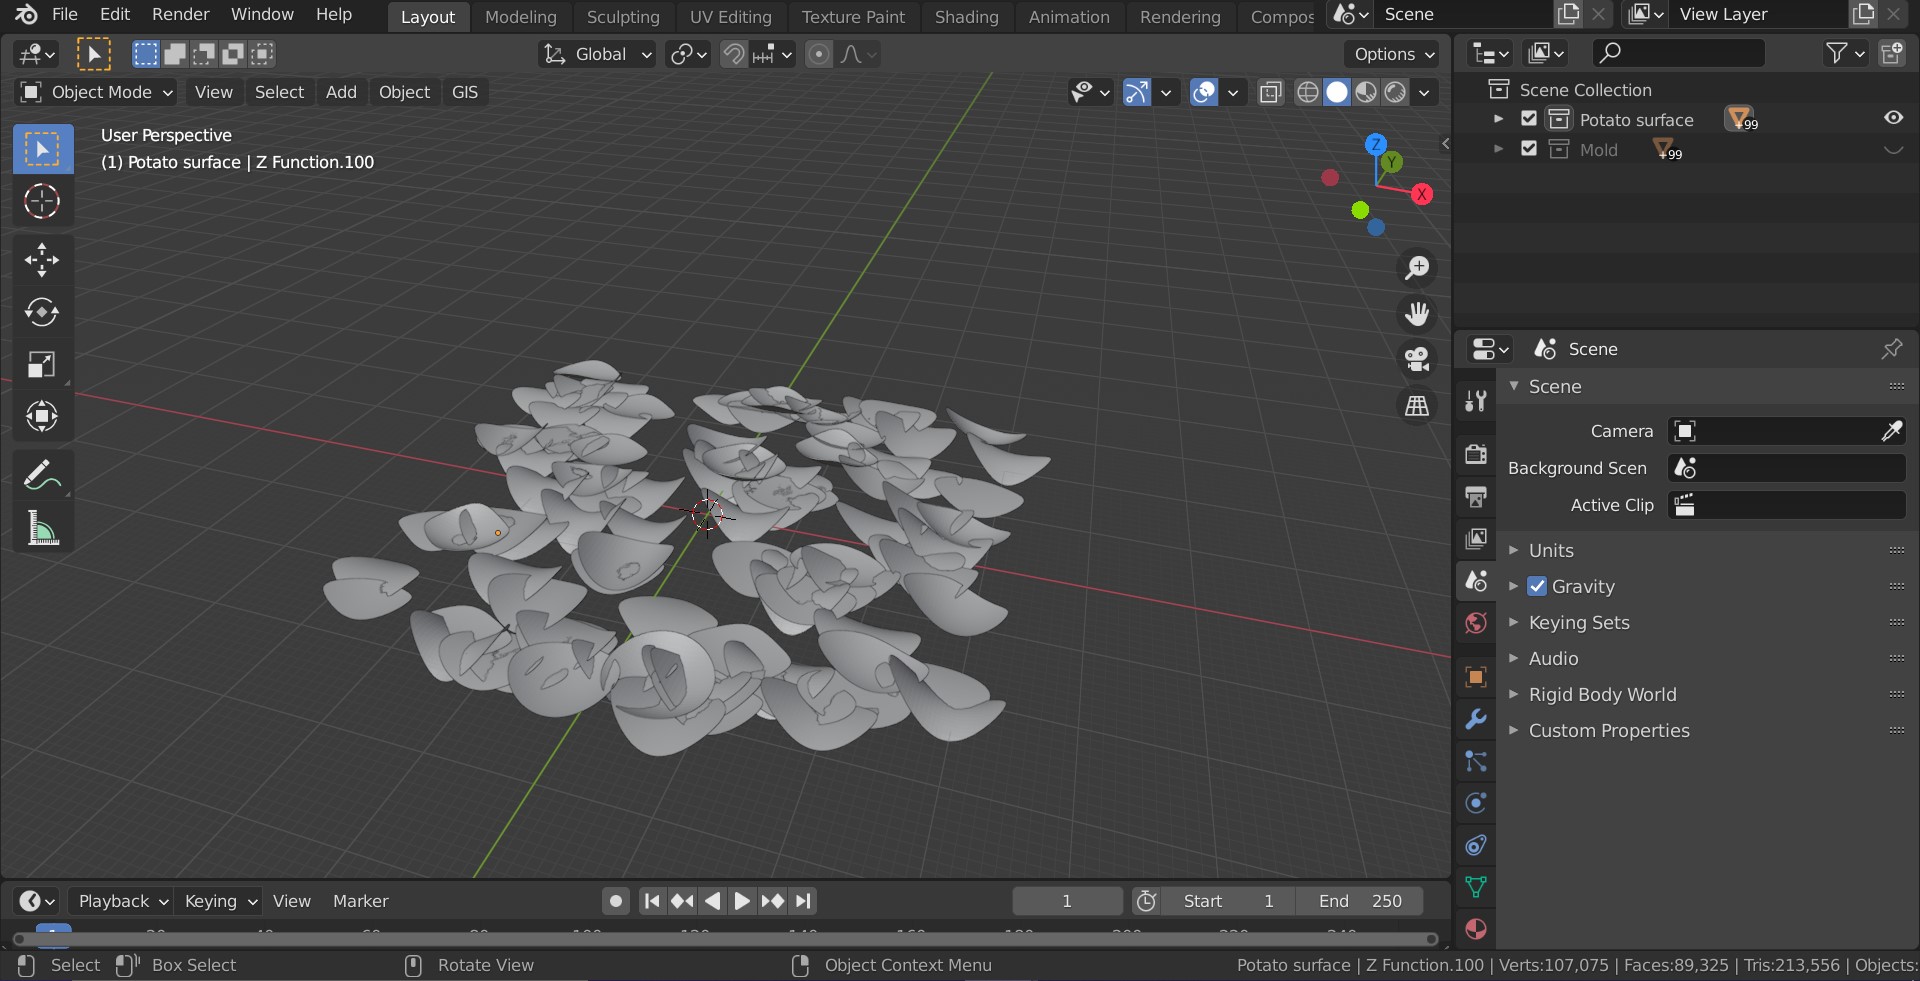 File Edit Render Window Help Layout Modeling Sculpting UV Editing Texture Paint Shading Animation Rendering Compos Scene View Layer
Global Options
Object Mode View Select Add Object GIS
User Perspective
(1) Potato surface | Z Function.100
Z
Y
X
Scene Collection
Potato surface +99
Mold +99
Scene
Scene
Camera
Background Scen
Active Clip
Units
Gravity
Keying Sets
Audio
Rigid Body World
Custom Properties
Playback Keying View Marker 1 Start 1 End 250
Select Box Select Rotate View Object Context Menu Potato surface | Z Function.100 | Verts:107,075 | Faces:89,325 | Tris:213,556 | Objects: